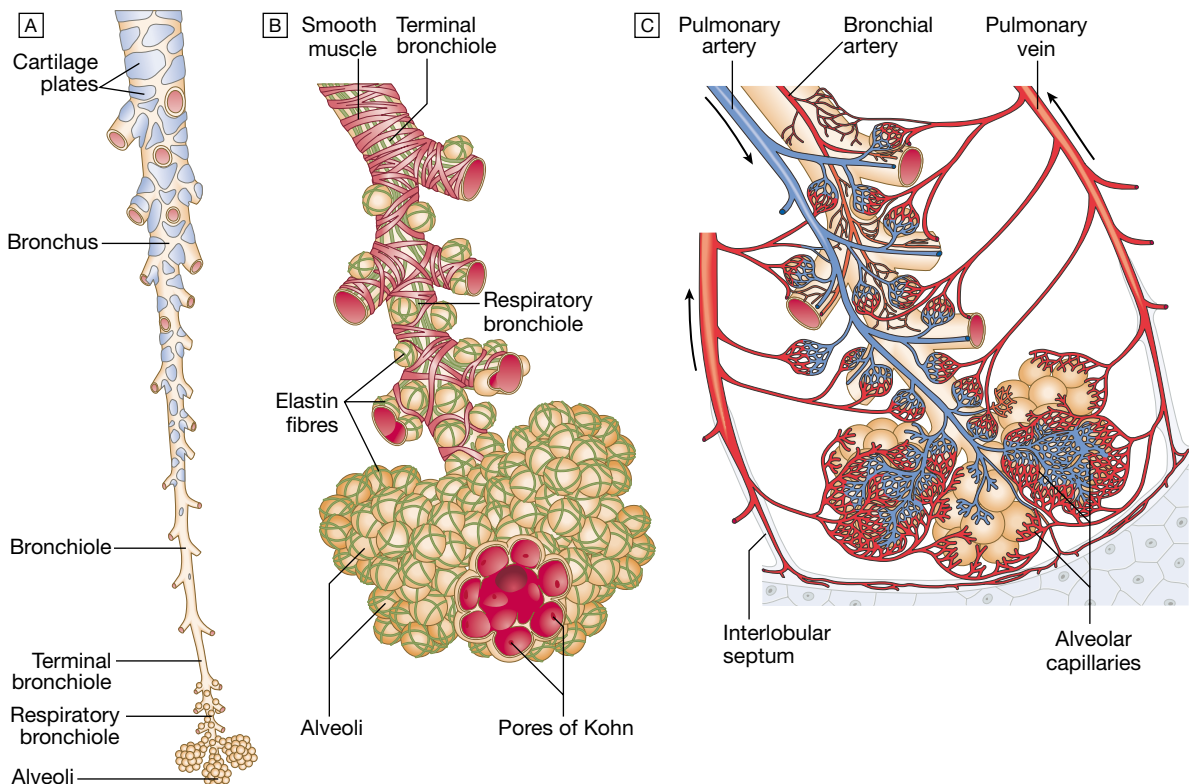 A
Cartilage
plates
Bronchus
Bronchiole
Terminal
bronchiole
Respiratory
bronchiole
Alveoli
B
Smooth
muscle
Terminal
bronchiole
Respiratory
bronchiole
Elastin
fibres
Alveoli
Pores of Kohn
C
Pulmonary
artery
Bronchial
artery
Pulmonary
vein
Interlobular
septum
Alveolar
capillaries